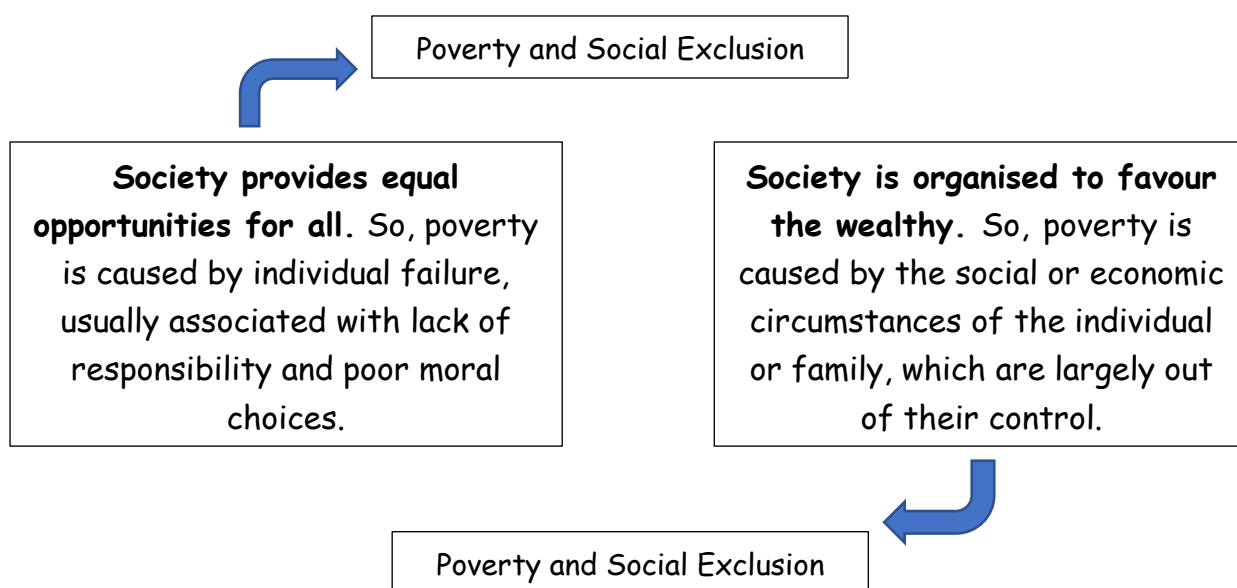 Poverty and Social Exclusion
Society provides equal
opportunities for all. So, poverty
is caused by individual failure,
usually associated with lack of
responsibility and poor moral
choices.
Society is organised to favour
the wealthy. So, poverty is
caused by the social or economic
circumstances of the individual
or family, which are largely out
of their control.
Poverty and Social Exclusion